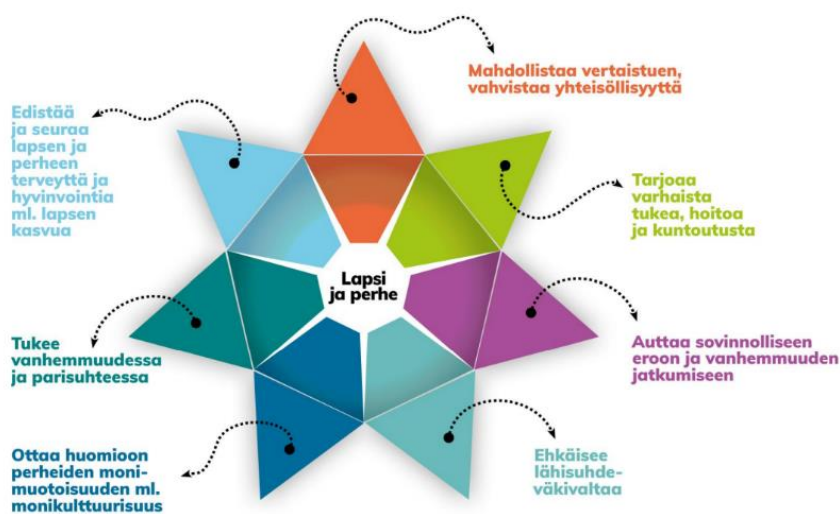 Mahdollistaa vertaistuen,
vahvistaa yhteisöllisyyttä
Edistää
ja seuraa
lapsen ja
perheen
terveyttä ja
hyvinvointia
ml. lapsen
kasvua
Tarjoaa
varhaista
tukea, hoitoa
ja kuntoutusta
Lapsi
ja perhe
Tukee
vanhemmuudessa
ja parisuhteessa
Auttaa sovinnolliseen
eroon ja vanhemmuuden
jatkumiseen
Ottaa huomioon
perheiden moni-
muotoisuuden ml.
monikulttuurisuus
Ehkäisee
lähisuhde-
väkivaltaa